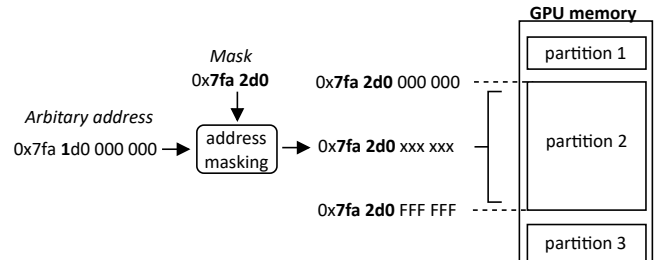 GPU memory
partition 1
Mask
0x7fa 2d0
0x7fa 2d0 000 000
Arbitary address
0x7fa 1d0 000 000
address
masking
0x7fa 2d0 xxx xxx
partition 2
0x7fa 2d0 FFF FFF
partition 3